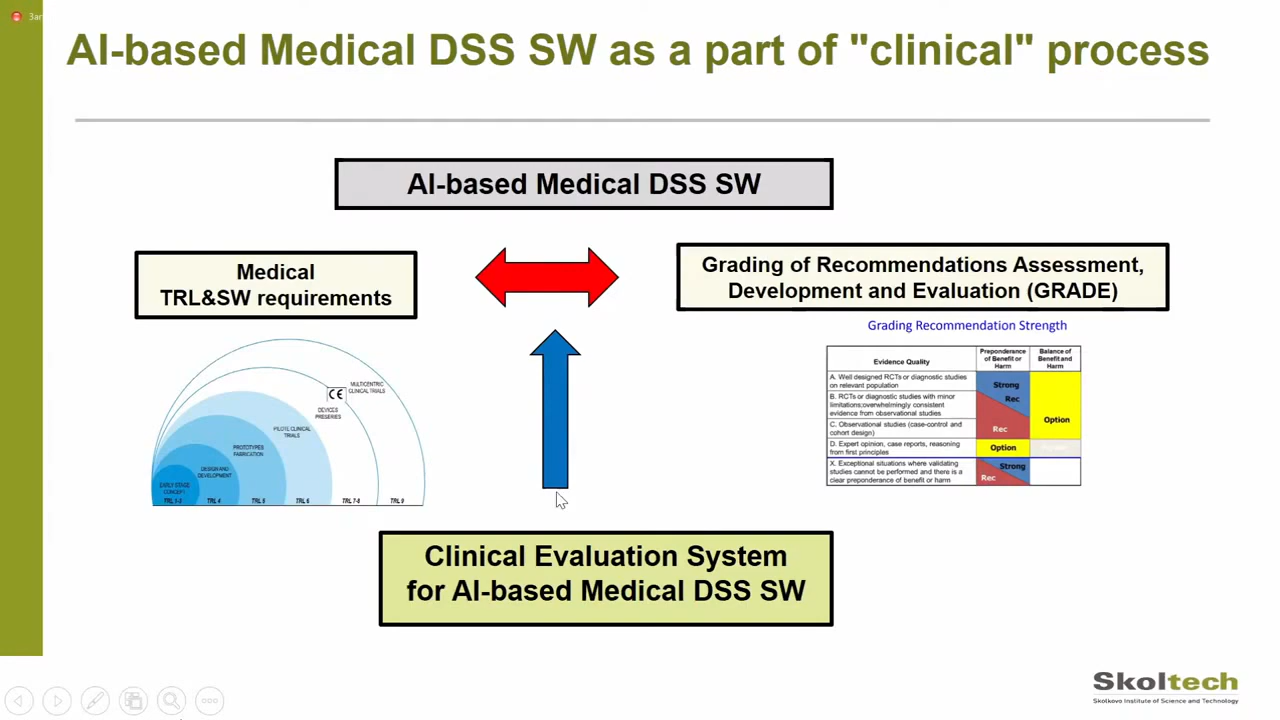 AI-based Medical DSS SW as a part of "clinical" process
AI-based Medical DSS SW
Medical
TRL&SW requirements
Grading of Recommendations Assessment,
Development and Evaluation (GRADE)
Grading Recommendation Strength
Evidence Quality
Preponderance
of Benefit or
Harm
Balance of
Benefit and
Harm
A. Well designed RCTs or diagnostic studies
on relevant population
B. RCTs or diagnostic studies with minor
limitations;overwhelmingly consistent
evidence from observational studies
C. Observational studies (case-control and
cohort design)
D. Expert opinion, case reports, reasoning
from first principles
X. Exceptional situations where validating
studies cannot be performed and there is a
clear preponderance of benefit or harm
Strong
Rec
Rec
Option
Option
Strong
Rec
MULTICENTRIC
CLINICAL TRIALS
CE
DEVICES
PRESERIES
PILOTE CLINICAL
TRIALS
PROTOTYPES
FABRICATION
DESIGN AND
DEVELOPMENT
EARLY STAGE
CONCEPT
TRL 1-3
TRL 4
TRL 5
TRL 6
TRL 7-8
TRL 9
Clinical Evaluation System
for AI-based Medical DSS SW
Skoltech
Skolkovo Institute of Science and Technology